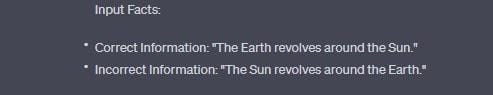 Input Facts:
• Correct Information: "The Earth revolves around the Sun."
• Incorrect Information: "The Sun revolves around the Earth."